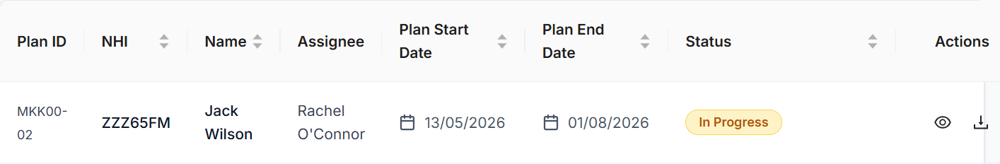 Plan ID
NHI
Name
Assignee
Plan Start
Date
Plan End
Date
Status
Actions
MKK00-
02
ZZZ65FM
Jack
Wilson
Rachel
O'Connor
13/05/2026
01/08/2026
In Progress